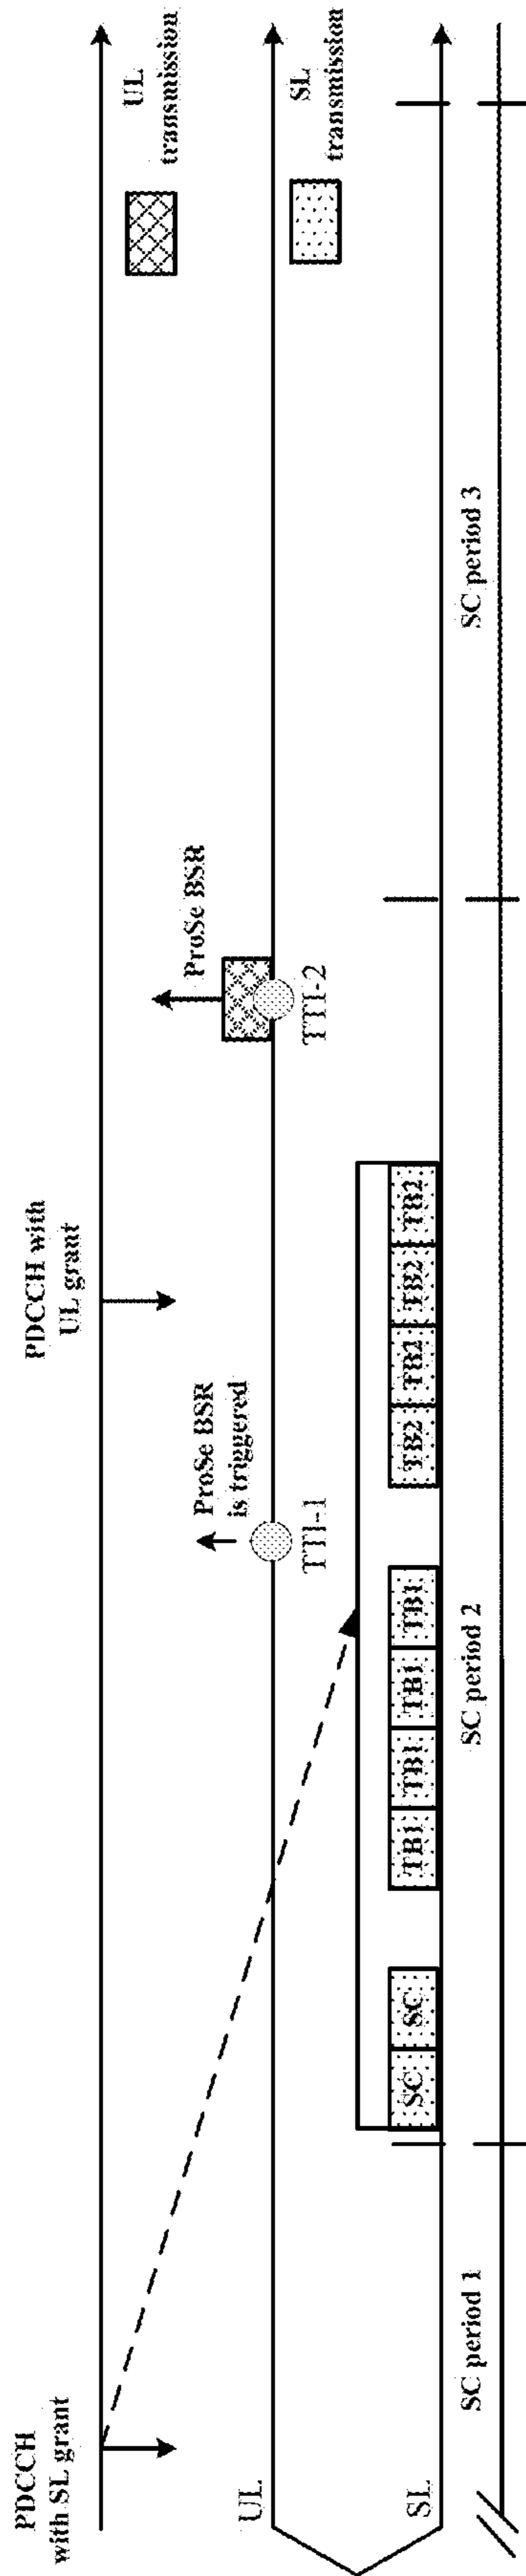 PDCCH
with SL grant
PDCCH with
UL grant
UL
transmission
ProSe BSR
is triggered
ProSe BSR
UL
TTI-1
TTI-2
SL
transmission
SC
SC
TB1
TB1
TB1
TB1
TB2
TB2
TB2
TB2
SL
SC period 1
SC period 2
SC period 3